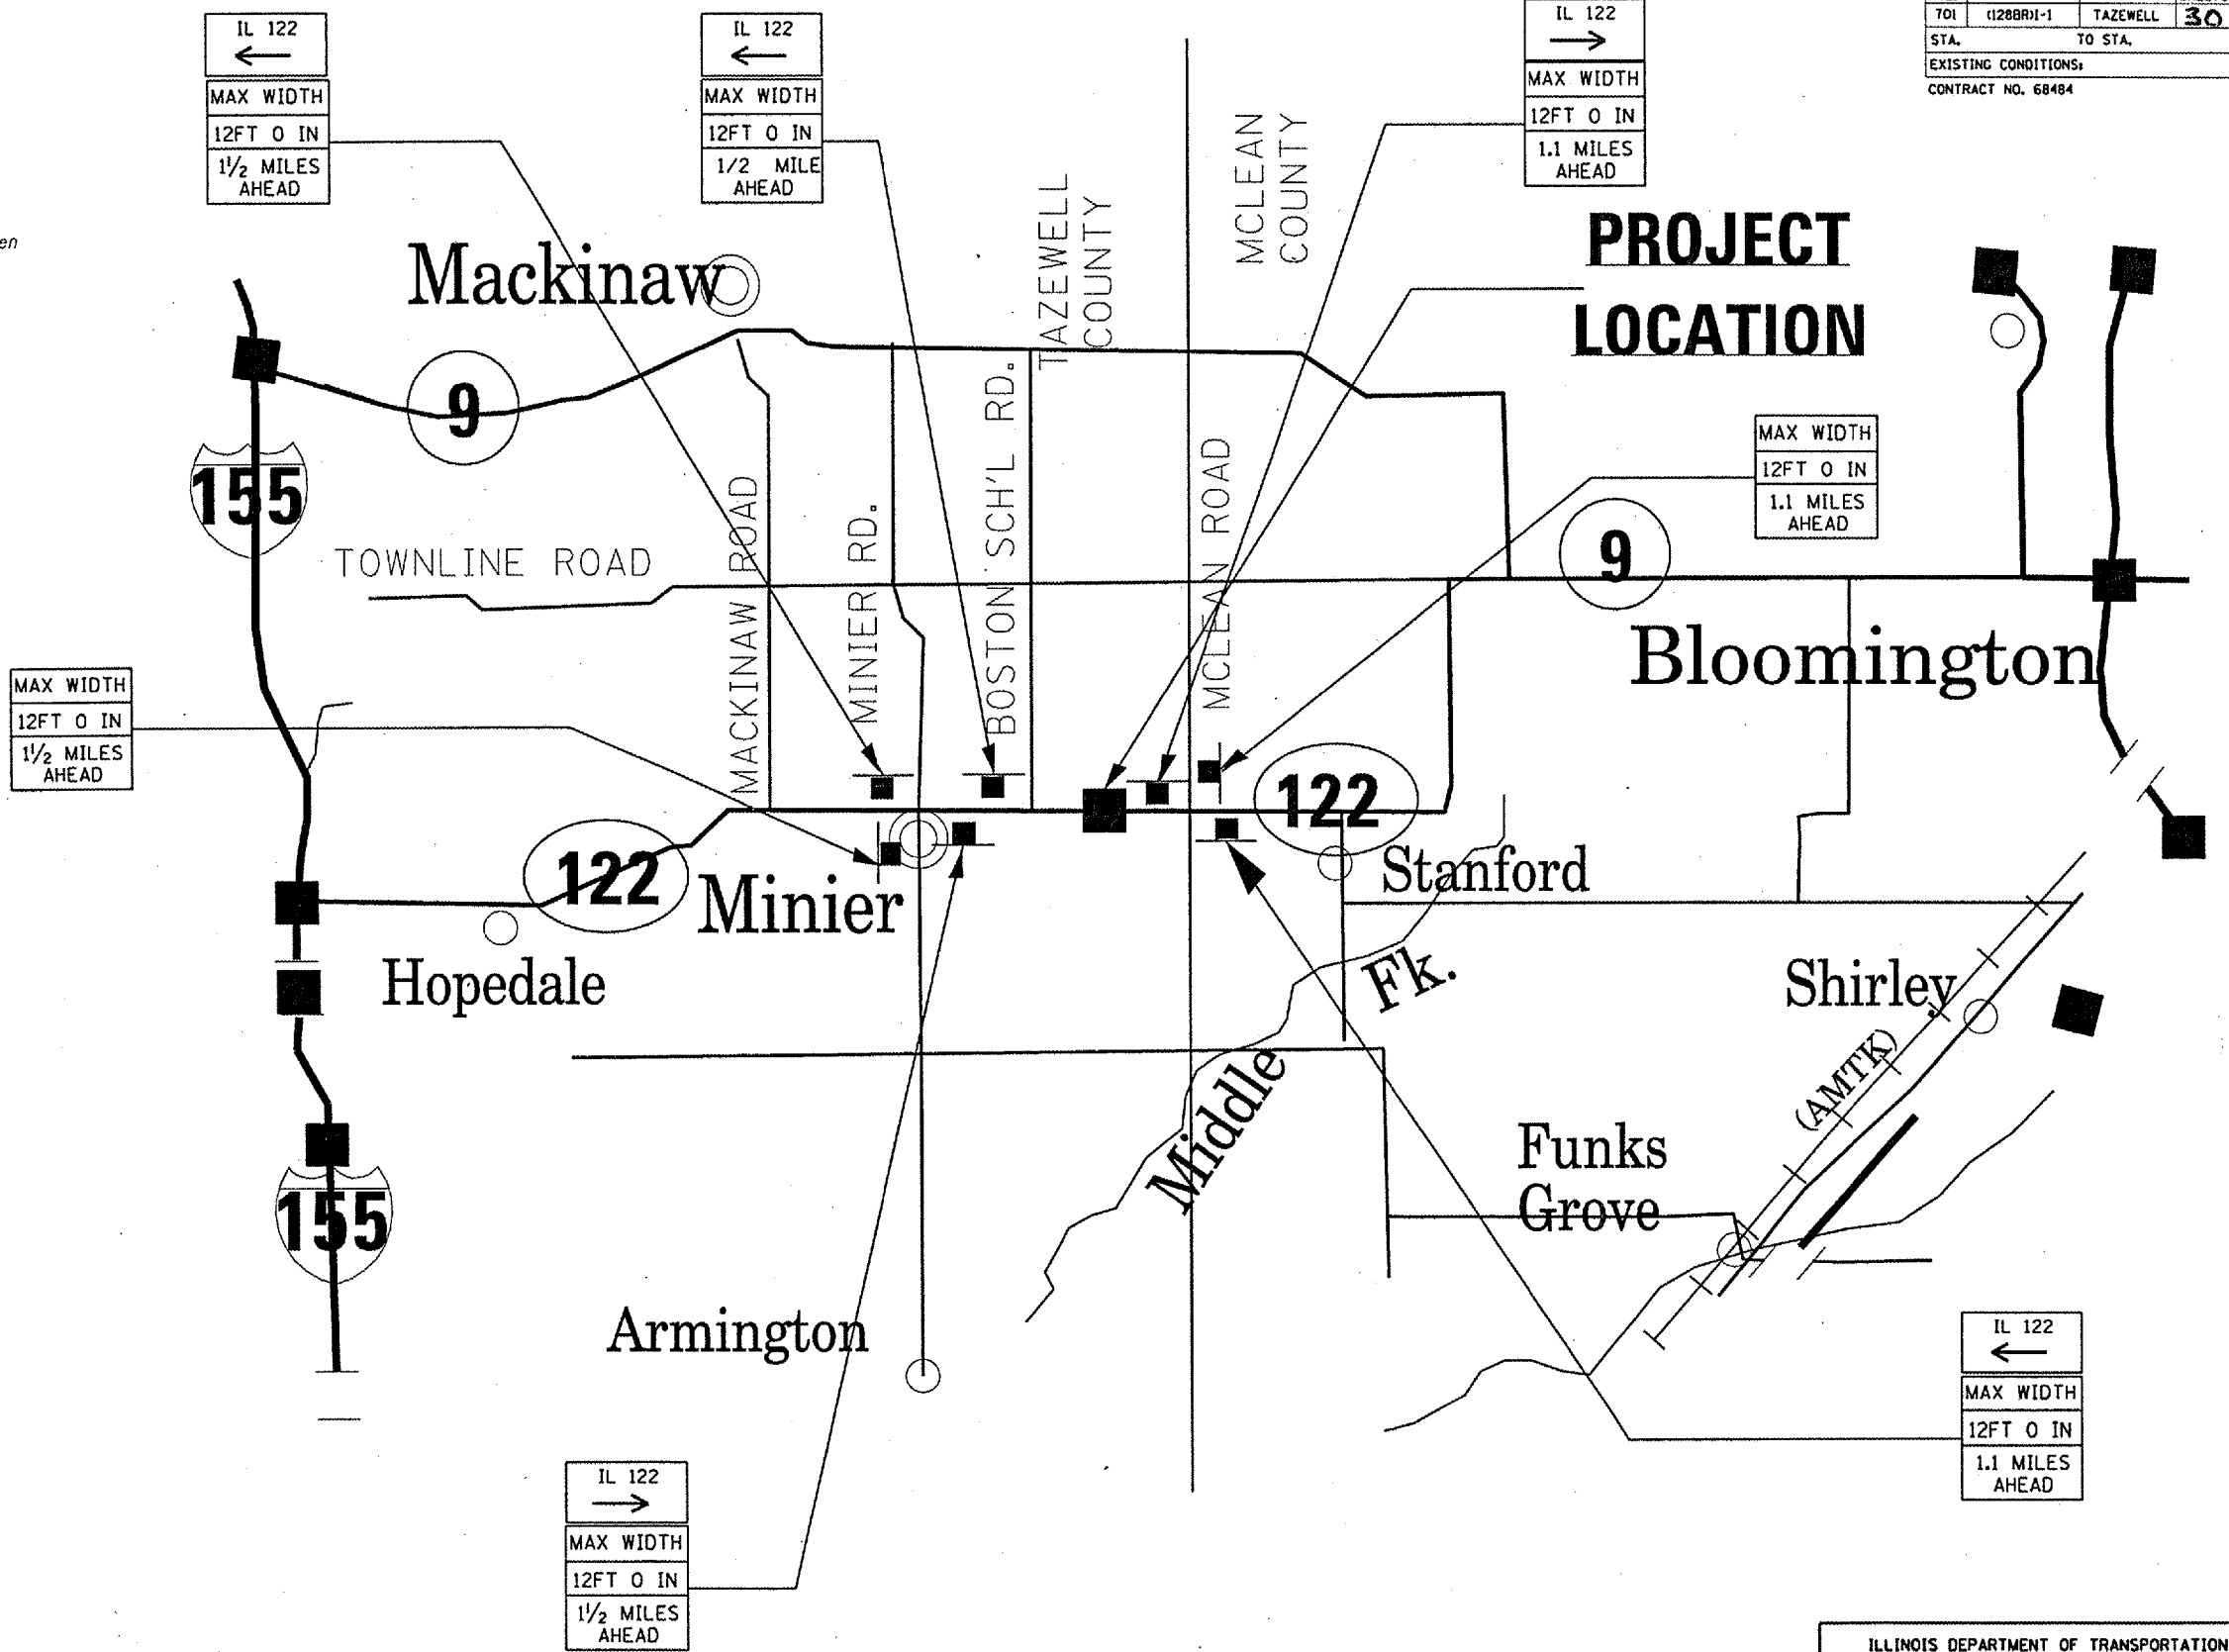 701 (128BR)I-1 TAZEWELL 30
STA. TO STA.
EXISTING CONDITIONS:
CONTRACT NO. 68484
IL 122
←
MAX WIDTH
12FT 0 IN
1½ MILES
AHEAD
IL 122
←
MAX WIDTH
12FT 0 IN
1/2 MILE
AHEAD
IL 122
→
MAX WIDTH
12FT 0 IN
1.1 MILES
AHEAD
en
Mackinaw
TAZEWELL
COUNTY
MCLEAN
COUNTY
PROJECT
LOCATION
9
155
MAX WIDTH
12FT 0 IN
1.1 MILES
AHEAD
TOWNLINE ROAD
MACKINAW ROAD
MINIER RD.
BOSTON SCH'L RD.
MCLEAN ROAD
9
Bloomington
MAX WIDTH
12FT 0 IN
1½ MILES
AHEAD
122
122
Minier
Stanford
Hopedale
Middle Fk.
Shirley
(AMTK)
Funks
Grove
155
Armington
IL 122
←
MAX WIDTH
12FT 0 IN
1.1 MILES
AHEAD
IL 122
→
MAX WIDTH
12FT 0 IN
1½ MILES
AHEAD
ILLINOIS DEPARTMENT OF TRANSPORTATION